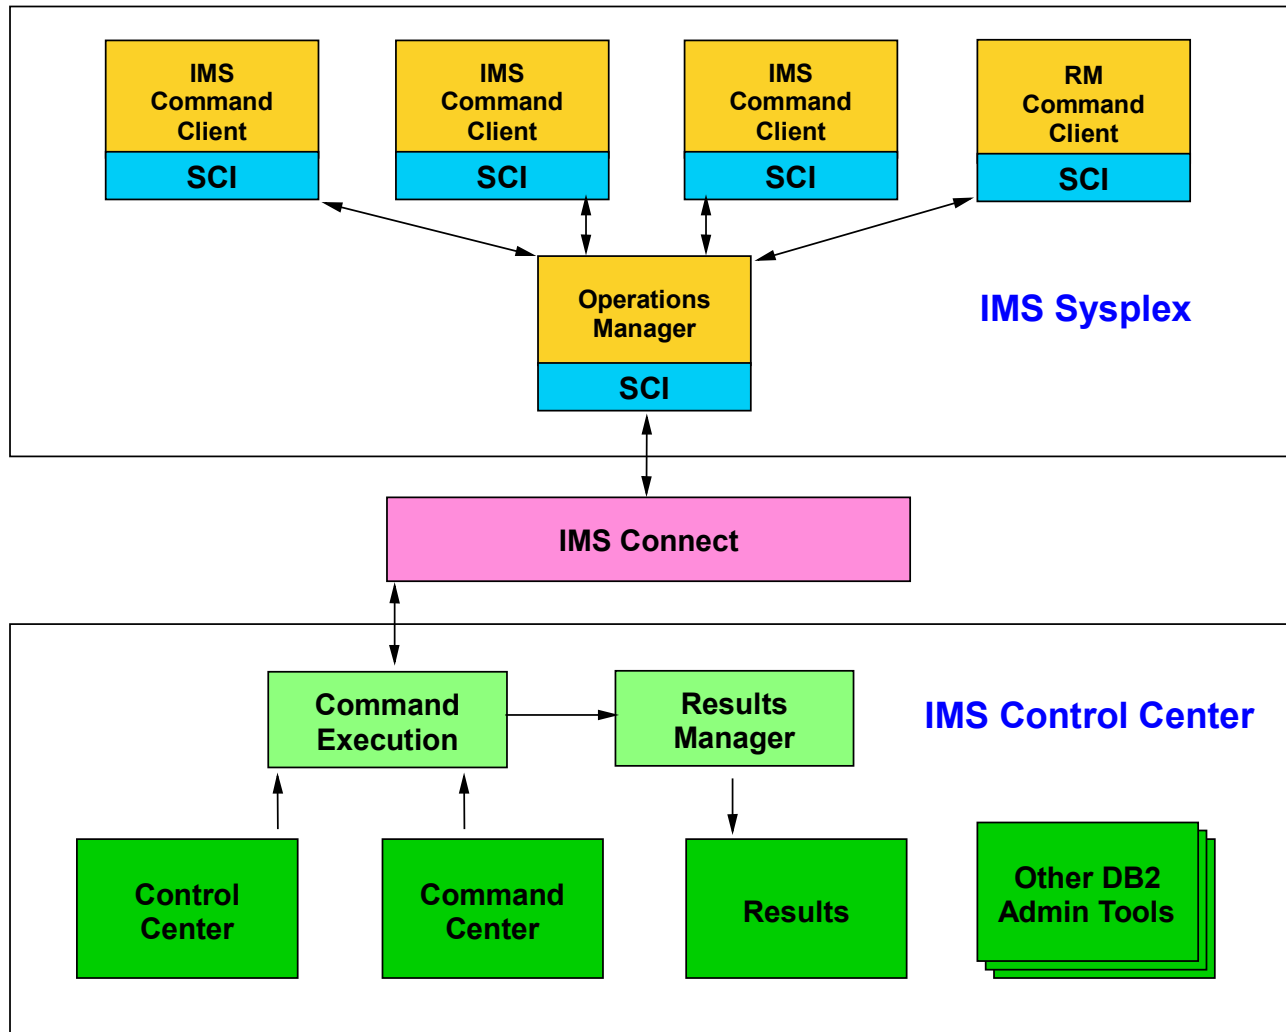 IMS
Command
Client
SCI
IMS
Command
Client
SCI
IMS
Command
Client
SCI
RM
Command
Client
SCI
Operations
Manager
SCI
IMS Sysplex
IMS Connect
Command
Execution
Results
Manager
IMS Control Center
Control
Center
Command
Center
Results
Other DB2
Admin Tools